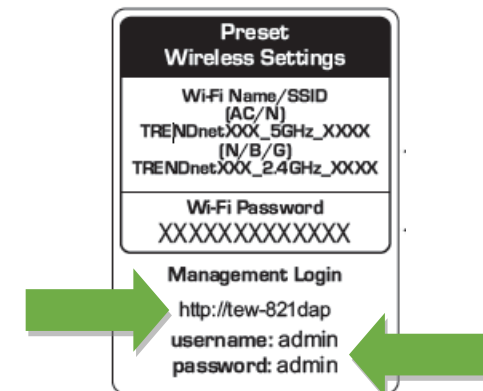 Preset
Wireless Settings
Wi-Fi Name/SSID
(AC/N)
TRENDnetXXX_5GHz_XXXX
(N/B/G)
TRENDnetXXX_2.4GHz_XXXX
Wi-Fi Password
XXXXXXXXXXXXX
Management Login
http://tew-821dap
username: admin
password: admin